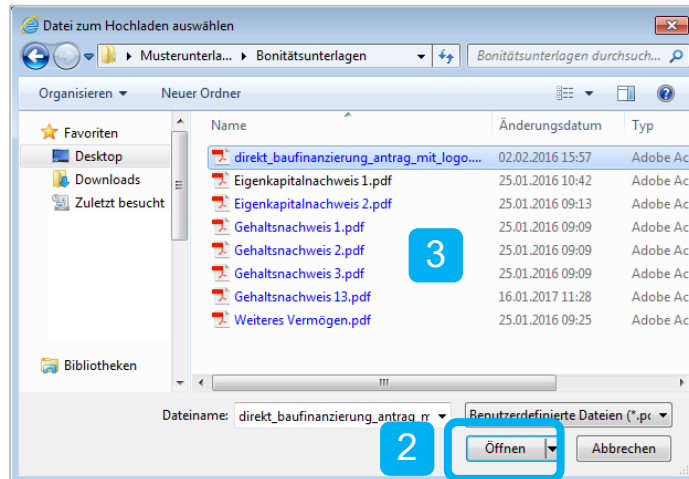 Datei zum Hochladen auswählen
Musterunterla... Bonitätsunterlagen Bonitätsunterlagen durchsuch...
Organisieren Neuer Ordner
Favoriten
Desktop
Downloads
Zuletzt besucht
Bibliotheken
Name Änderungsdatum Typ
direkt_baufinanzierung_antrag_mit_logo.... 02.02.2016 15:57 Adobe Ac
Eigenkapitalnachweis 1.pdf 25.01.2016 10:42 Adobe Ac
Eigenkapitalnachweis 2.pdf 25.01.2016 09:13 Adobe Ac
Gehaltsnachweis 1.pdf 25.01.2016 09:09 Adobe Ac
Gehaltsnachweis 2.pdf 25.01.2016 09:09 Adobe Ac
Gehaltsnachweis 3.pdf 25.01.2016 09:09 Adobe Ac
Gehaltsnachweis 13.pdf 16.01.2017 11:28 Adobe Ac
Weiteres Vermögen.pdf 25.01.2016 09:25 Adobe Ac
3
Dateiname: direkt_baufinanzierung_antrag_m Benutzerdefinierte Dateien (*.pc
2
Öffnen Abbrechen